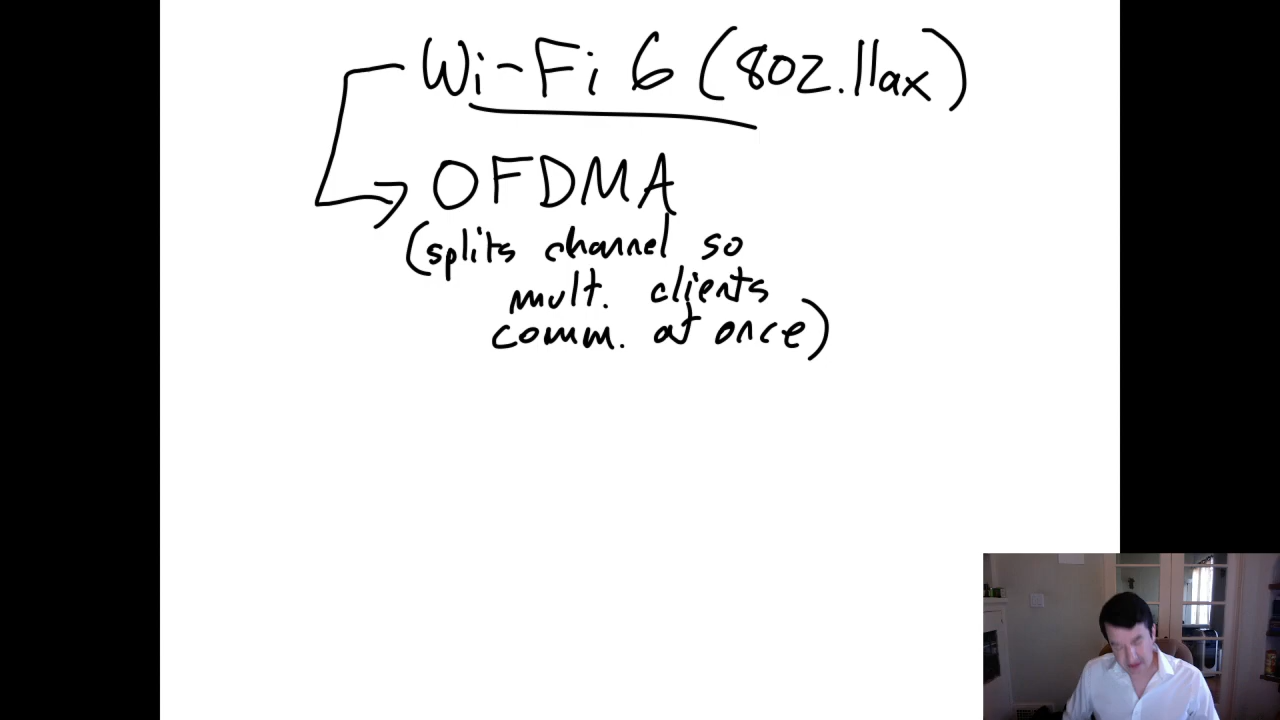 Wi-Fi 6 (802.11ax)
OFDMA
(splits channel so
mult. clients
comm. at once)